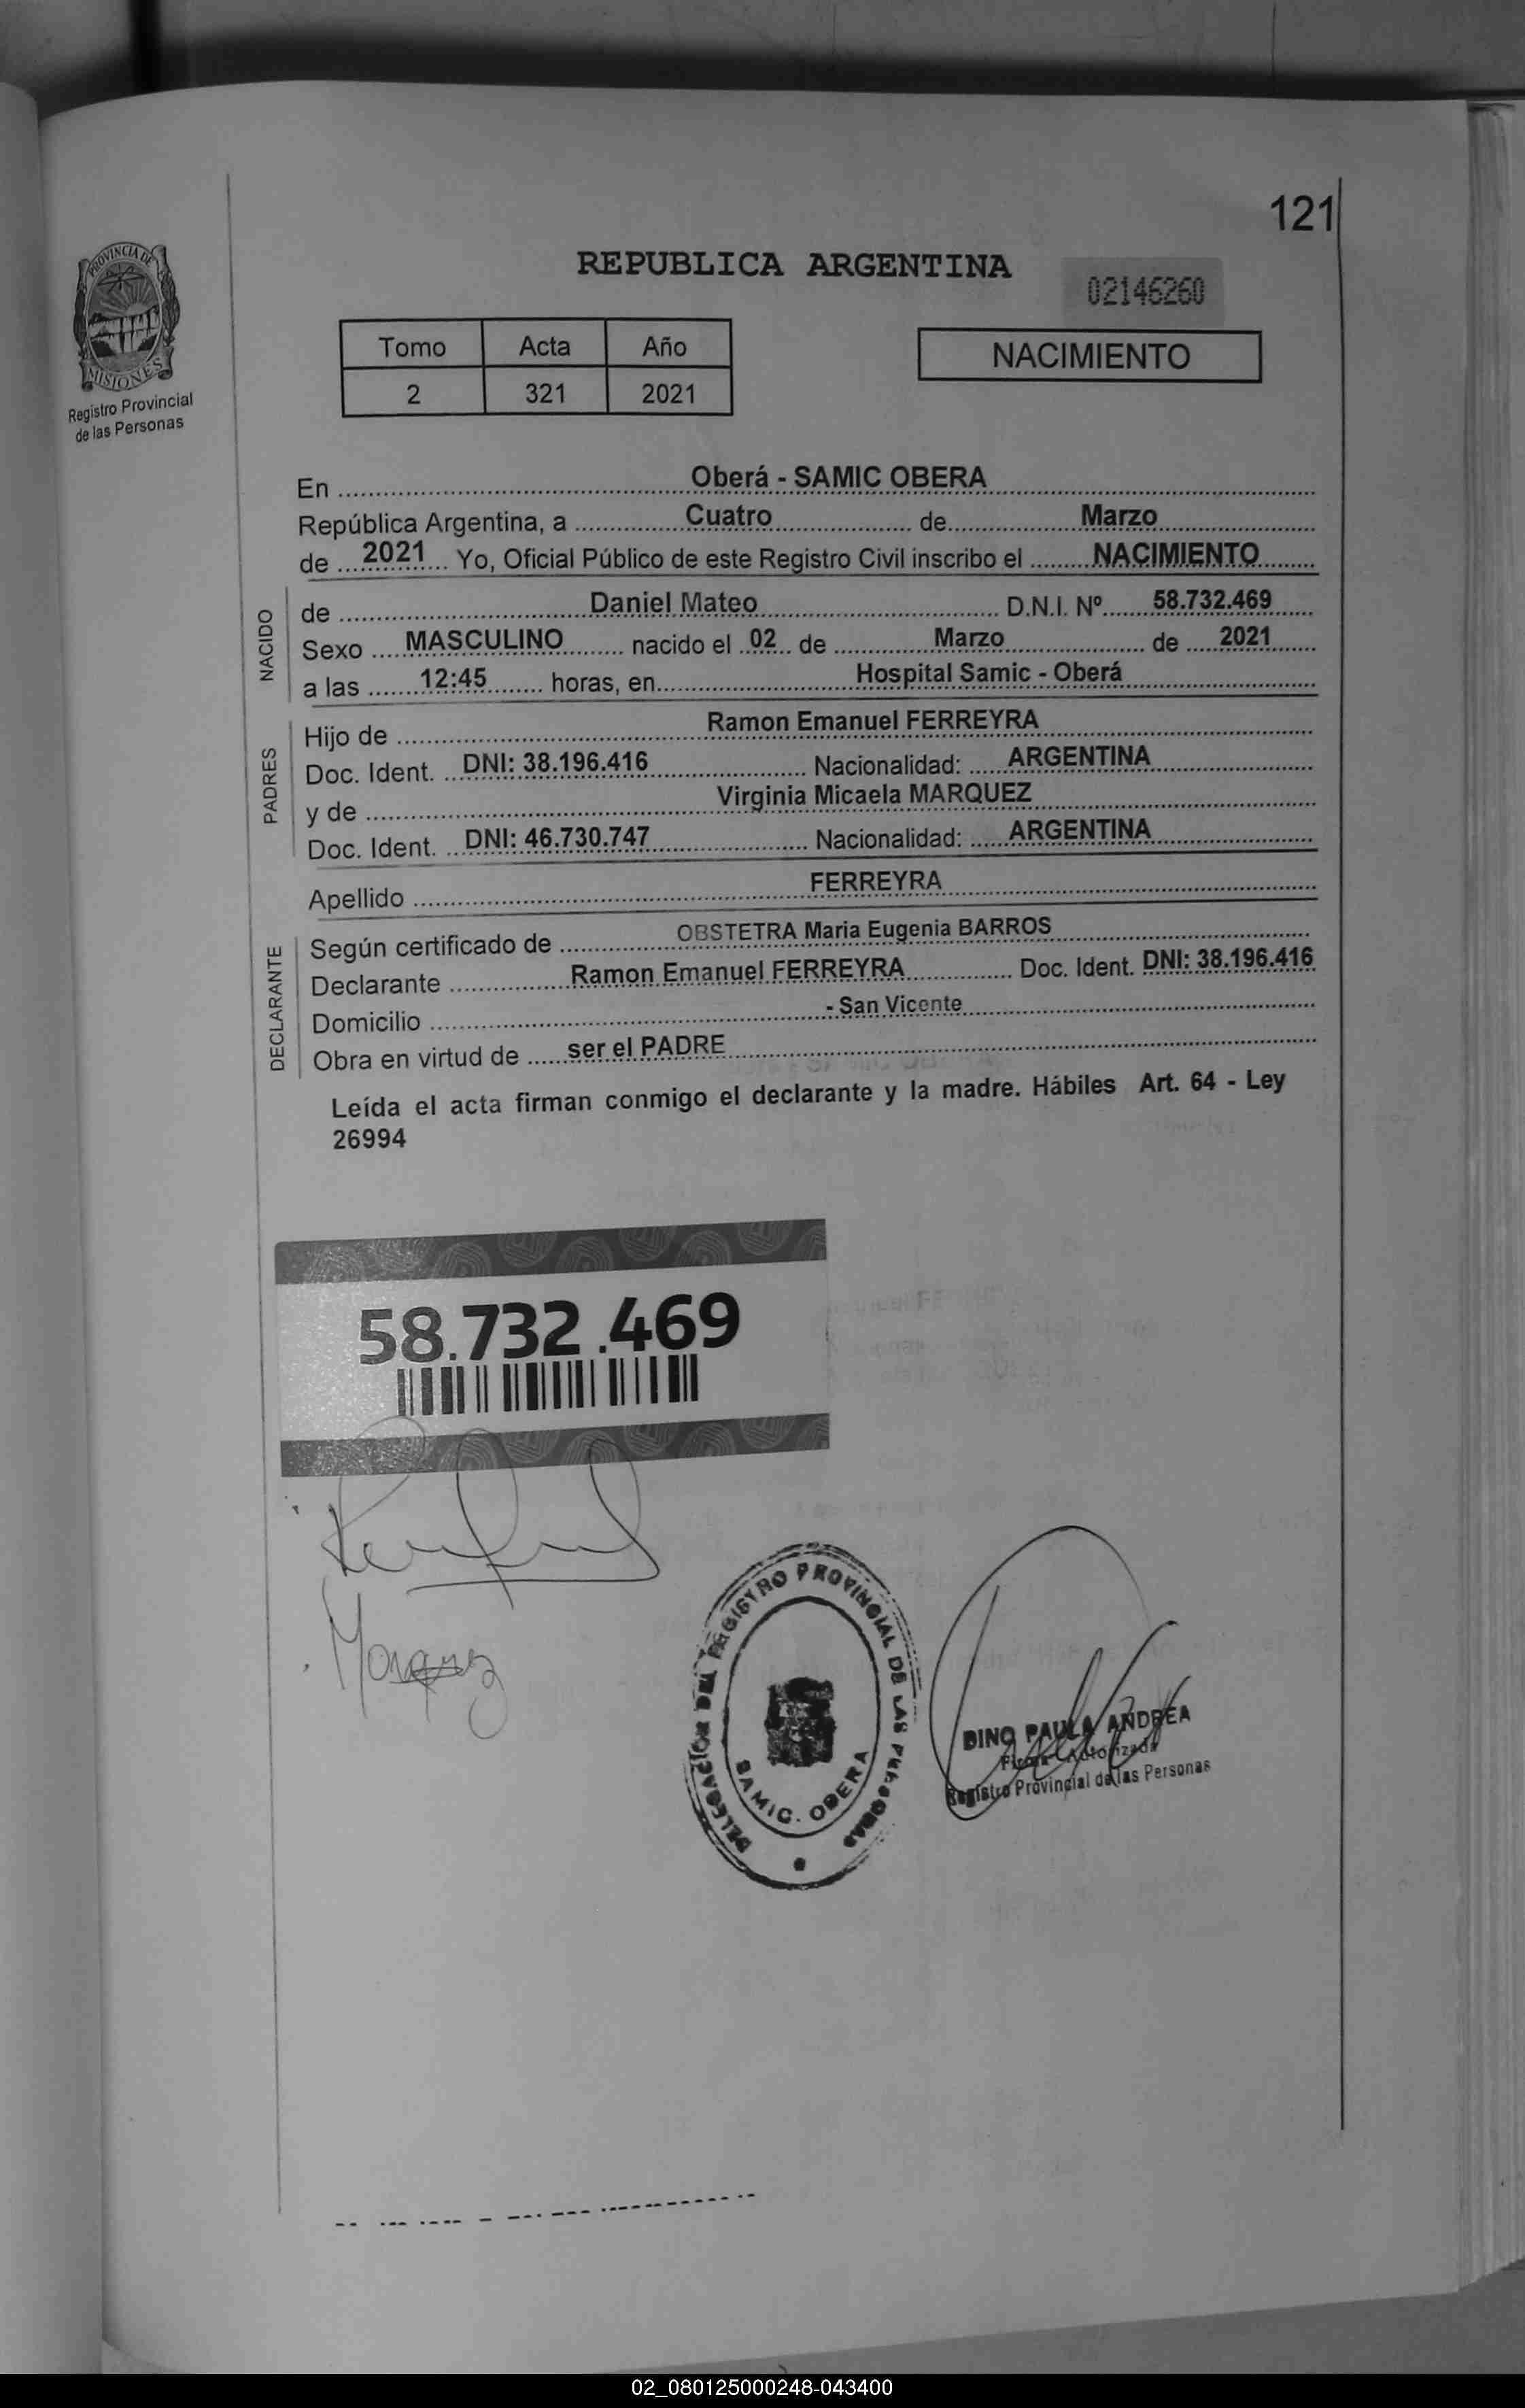 121
PROVINCIA DE
MISIONES
Registro Provincial
de las Personas
REPUBLICA ARGENTINA
02146260
Tomo Acta Año
2 321 2021
NACIMIENTO
En Oberá - SAMIC OBERA
República Argentina, a Cuatro de Marzo
de 2021 Yo, Oficial Público de este Registro Civil inscribo el NACIMIENTO
NACIDO
de Daniel Mateo D.N.I. Nº 58.732.469
Sexo MASCULINO nacido el 02 de Marzo de 2021
a las 12:45 horas, en Hospital Samic - Oberá
PADRES
Hijo de Ramon Emanuel FERREYRA
Doc. Ident. DNI: 38.196.416 Nacionalidad: ARGENTINA
y de Virginia Micaela MARQUEZ
Doc. Ident. DNI: 46.730.747 Nacionalidad: ARGENTINA
Apellido FERREYRA
DECLARANTE
Según certificado de OBSTETRA Maria Eugenia BARROS
Declarante Ramon Emanuel FERREYRA Doc. Ident. DNI: 38.196.416
Domicilio - San Vicente
Obra en virtud de ser el PADRE
Leída el acta firman conmigo el declarante y la madre. Hábiles Art. 64 - Ley
26994
58.732.469
Marquez
DELEGACION DEL REGISTRO PROVINCIAL DE LAS PERSONAS
SAMIC. OBERA
DINO PAULA ANDREA
Firma Autorizada
Registro Provincial de las Personas
02_080125000248-043400